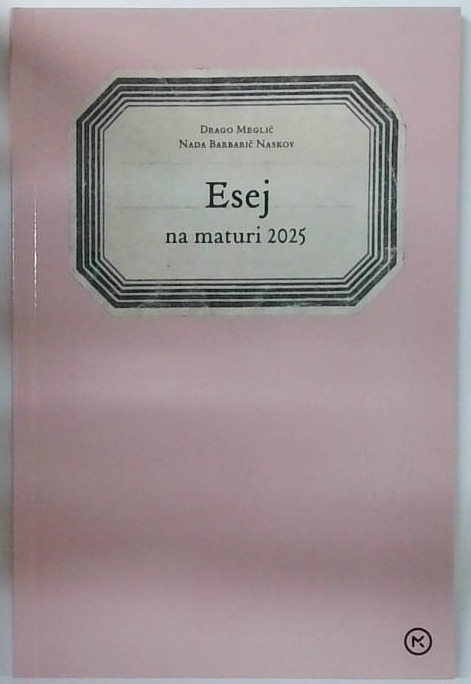 Drago Meglič
Nada Barbarič Naskov
Esej
na maturi 2025